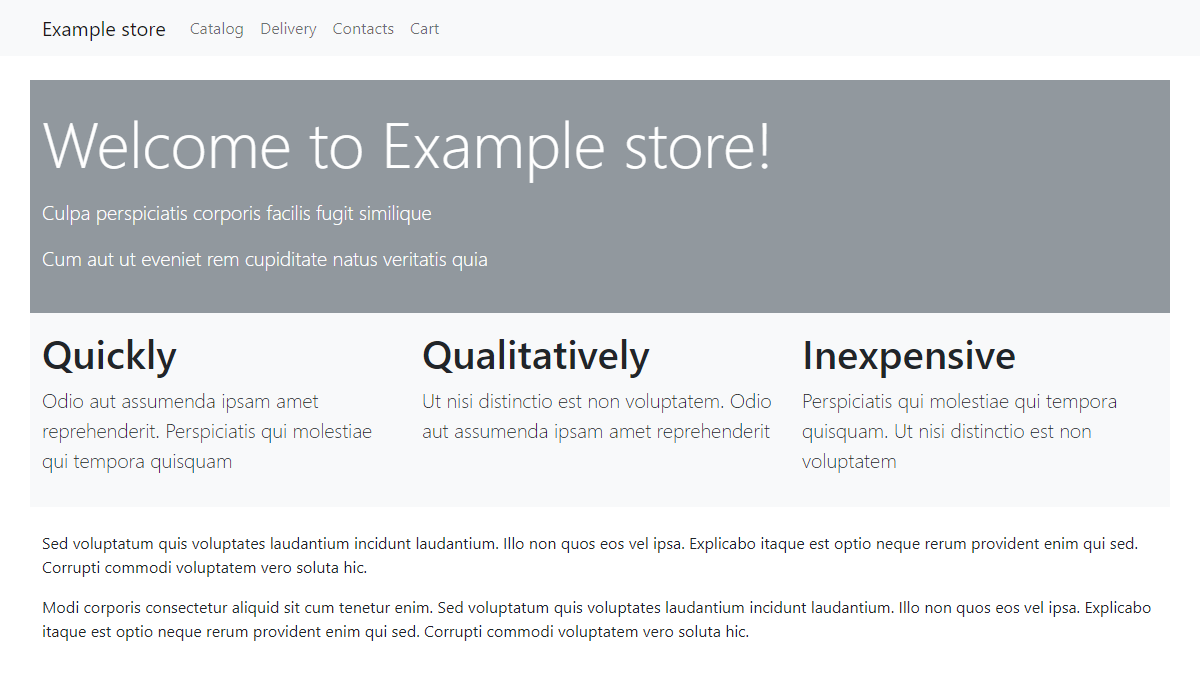 Example store Catalog Delivery Contacts Cart
Welcome to Example store!
Culpa perspiciatis corporis facilis fugit similique
Cum aut ut eveniet rem cupiditate natus veritatis quia
Quickly
Odio aut assumenda ipsam amet
reprehenderit. Perspiciatis qui molestiae
qui tempora quisquam
Qualitatively
Ut nisi distinctio est non voluptatem. Odio
aut assumenda ipsam amet reprehenderit
Inexpensive
Perspiciatis qui molestiae qui tempora
quisquam. Ut nisi distinctio est non
voluptatem
Sed voluptatum quis voluptates laudantium incidunt laudantium. Illo non quos eos vel ipsa. Explicabo itaque est optio neque rerum provident enim qui sed.
Corrupti commodi voluptatem vero soluta hic.
Modi corporis consectetur aliquid sit cum tenetur enim. Sed voluptatum quis voluptates laudantium incidunt laudantium. Illo non quos eos vel ipsa. Explicabo
itaque est optio neque rerum provident enim qui sed. Corrupti commodi voluptatem vero soluta hic.